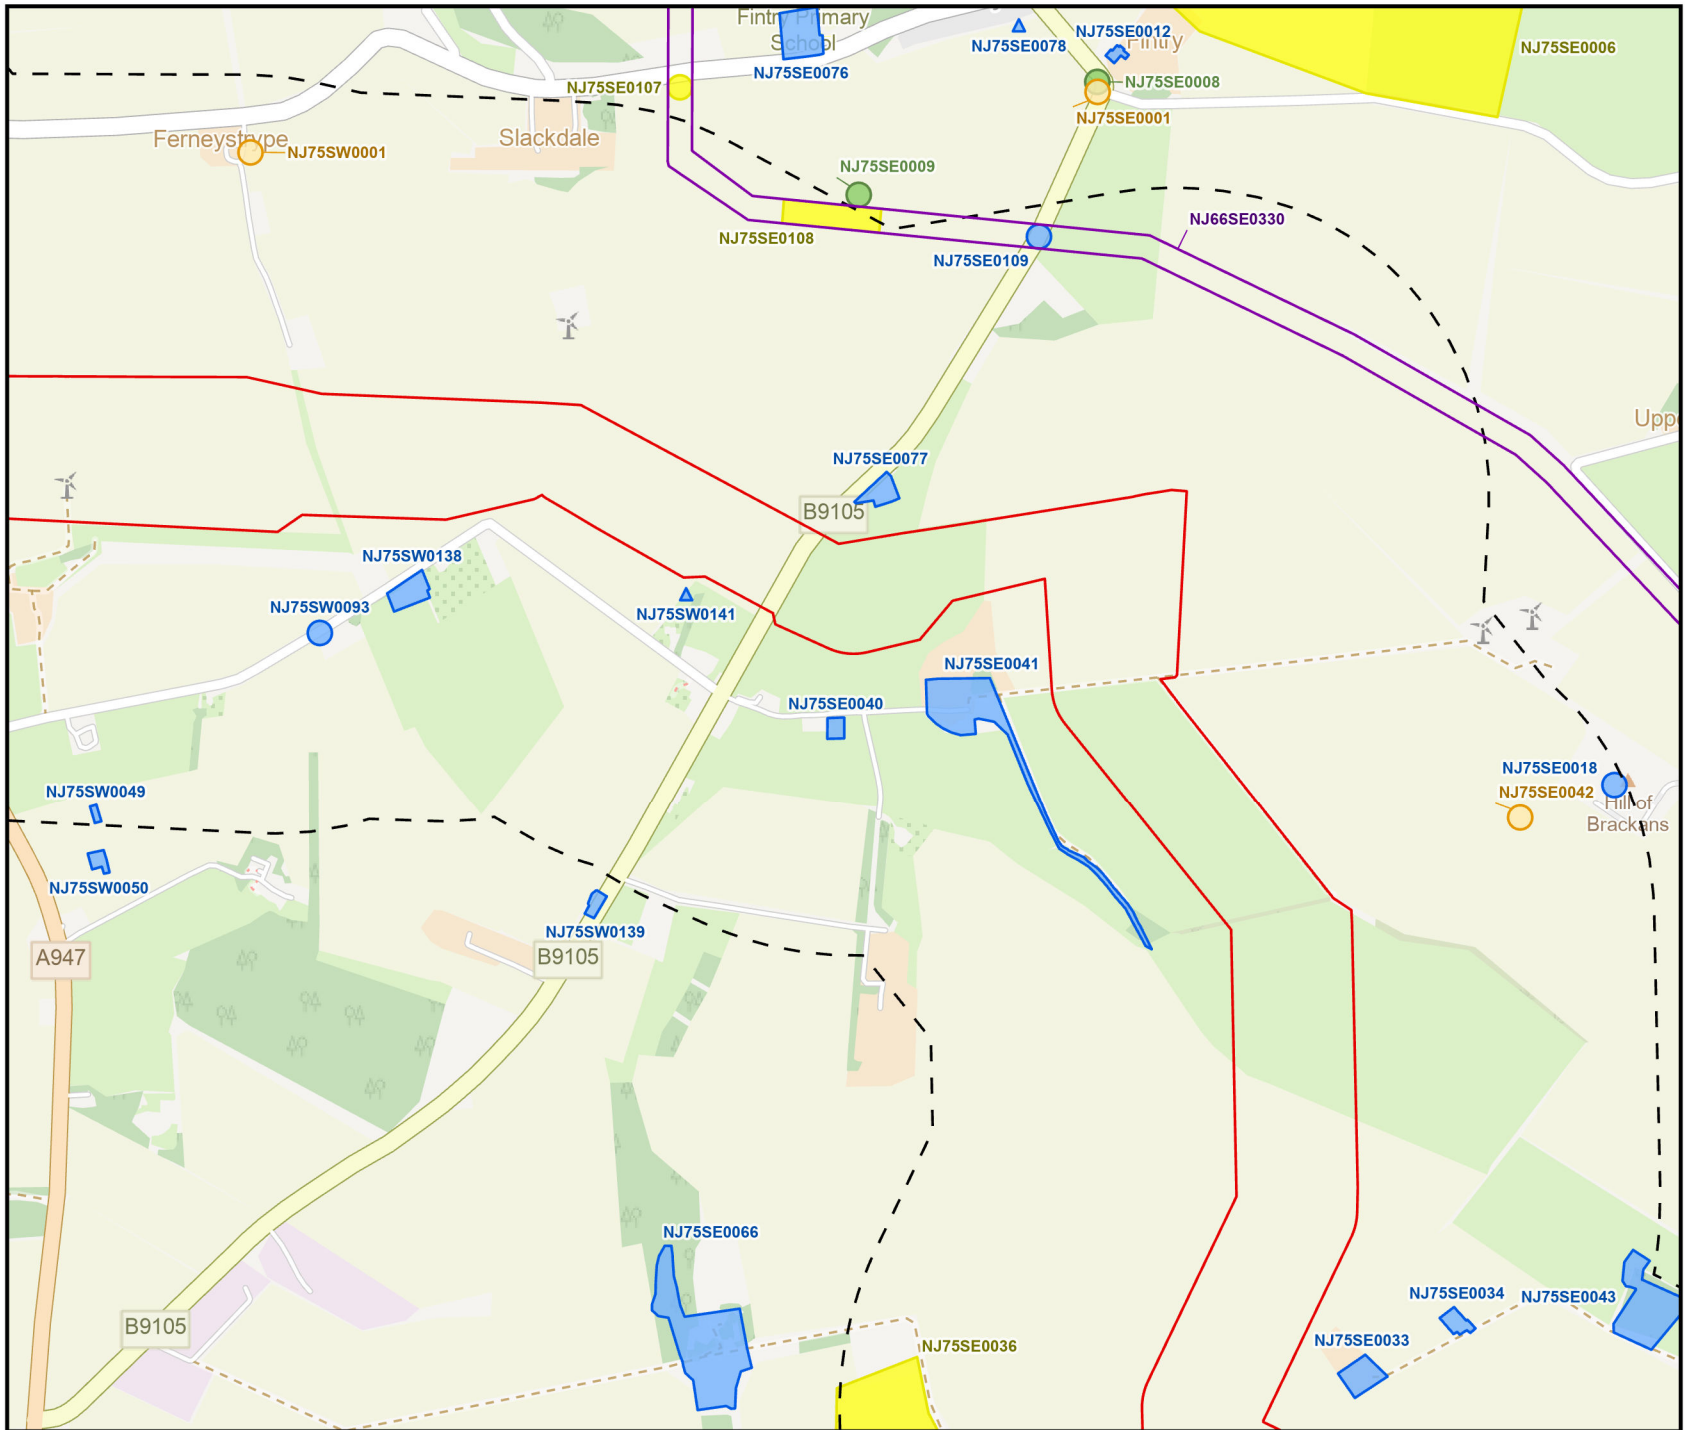 Fintry Primary
School
NJ75SE0076
NJ75SE0078
NJ75SE0012
Fintry
NJ75SE0006
NJ75SE0107
NJ75SE0008
NJ75SE0001
Ferneystrype
NJ75SW0001
Slackdale
NJ75SE0009
NJ75SE0108
NJ66SE0330
NJ75SE0109
Uppe
NJ75SE0077
B9105
NJ75SW0138
NJ75SW0093
NJ75SW0141
NJ75SE0041
NJ75SE0040
NJ75SE0018
NJ75SE0042
Hill of
Brackans
NJ75SW0049
NJ75SW0050
NJ75SW0139
A947
B9105
NJ75SE0066
NJ75SE0034
NJ75SE0043
NJ75SE0033
NJ75SE0036
B9105